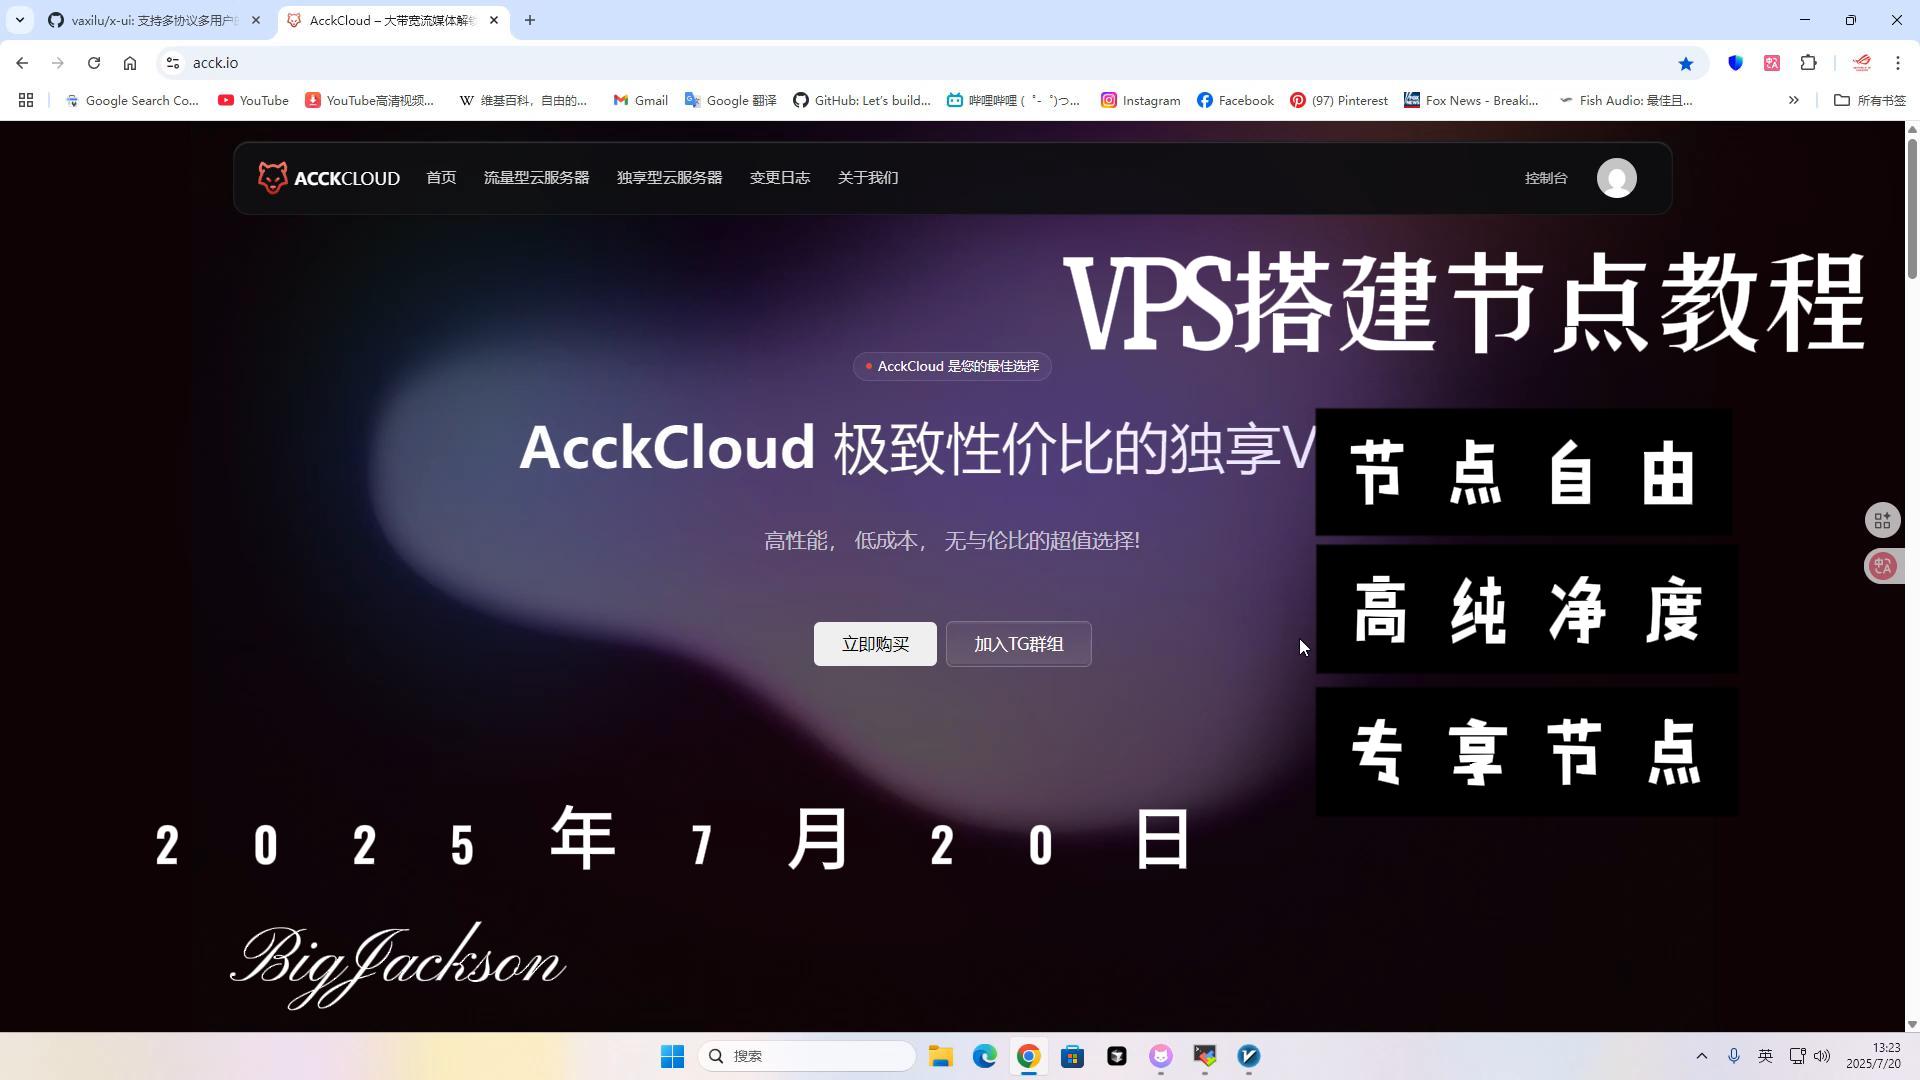 vaxilu/x-ui: 支持多协议多用户
AcckCloud – 大带宽流媒体解
acck.io
Google Search Co...
YouTube
YouTube高清视频...
维基百科，自由的...
Gmail
Google 翻译
GitHub: Let's build...
哔哩哔哩 (゜-゜)つ...
Instagram
Facebook
(97) Pinterest
Fox News - Breaki...
Fish Audio: 最佳且...
所有书签
ACCKCLOUD
首页
流量型云服务器
独享型云服务器
变更日志
关于我们
控制台
VPS搭建节点教程
AcckCloud 是您的最佳选择
AcckCloud 极致性价比的独享V
节点自由
高性能， 低成本， 无与伦比的超值选择!
高纯净度
立即购买
加入TG群组
专享节点
2025年7月20日
BigJackson
搜索
英
13:23
2025/7/20